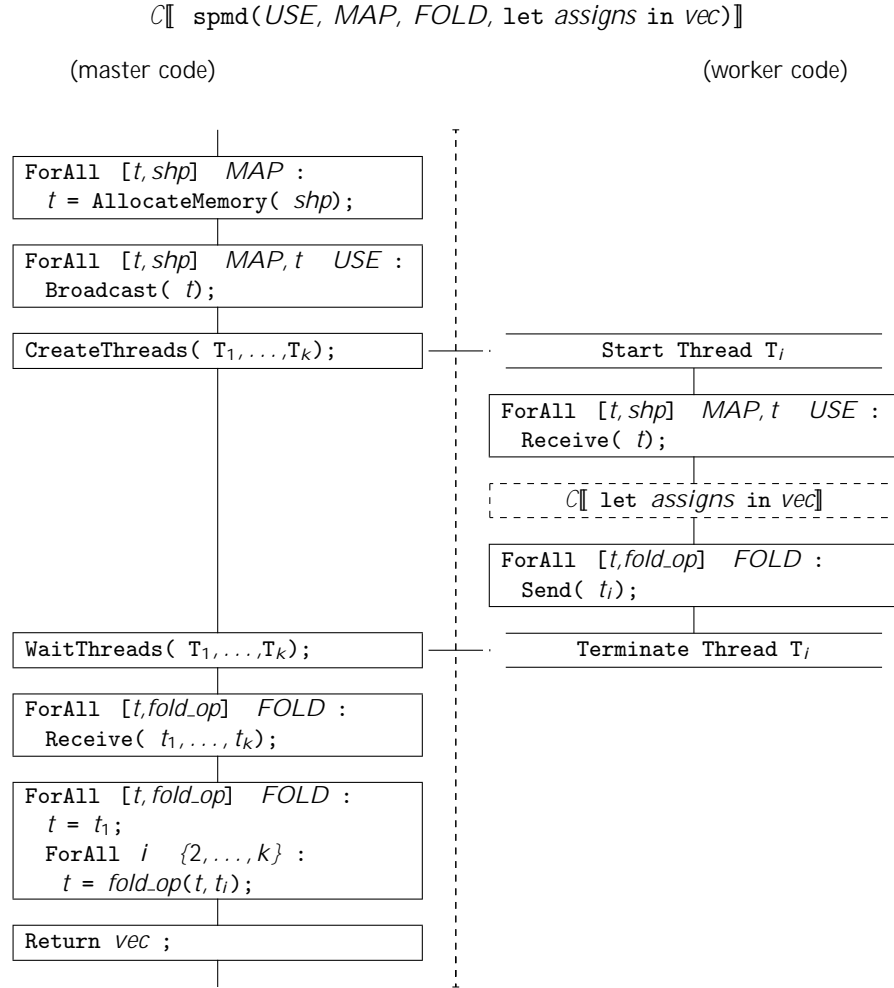 C⟦ spmd(USE, MAP, FOLD, let assigns in vec)⟧
(master code)
(worker code)
ForAll [t, shp] MAP :
t = AllocateMemory( shp);
ForAll [t, shp] MAP, t USE :
Broadcast( t);
CreateThreads( T₁,...,Tₖ);
Start Thread Tᵢ
ForAll [t, shp] MAP, t USE :
Receive( t);
C⟦ let assigns in vec⟧
ForAll [t,fold_op] FOLD :
Send( tᵢ);
WaitThreads( T₁,...,Tₖ);
Terminate Thread Tᵢ
ForAll [t,fold_op] FOLD :
Receive( t₁,..., tₖ);
ForAll [t, fold_op] FOLD :
t = t₁;
ForAll i {2,..., k} :
t = fold_op(t, tᵢ);
Return vec ;